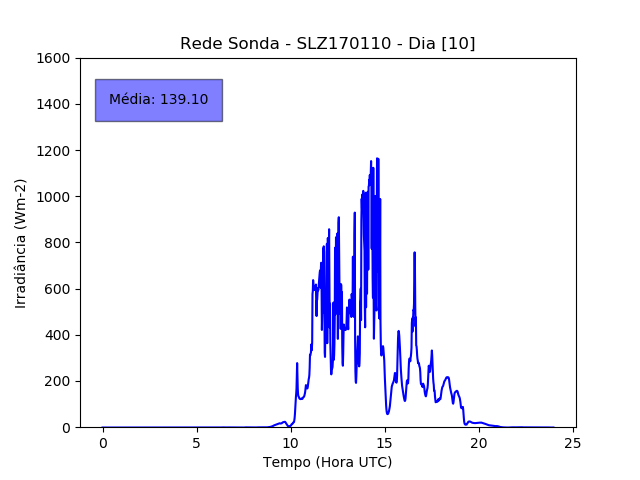 Rede Sonda - SLZ170110 - Dia [10]
1600
1400
1200
1000
800
600
400
200
0
Irradiância (Wm-2)
Média: 139.10
0 5 10 15 20 25
Tempo (Hora UTC)